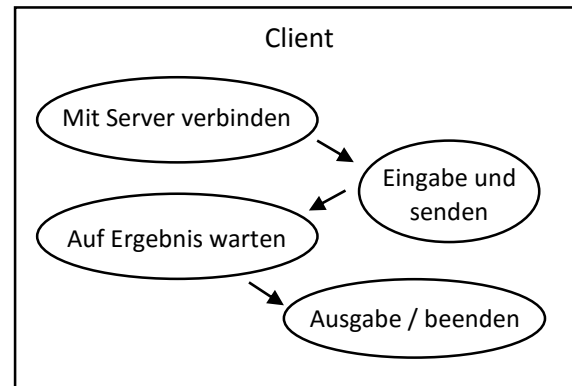 Client
Mit Server verbinden
Eingabe und
senden
Auf Ergebnis warten
Ausgabe / beenden